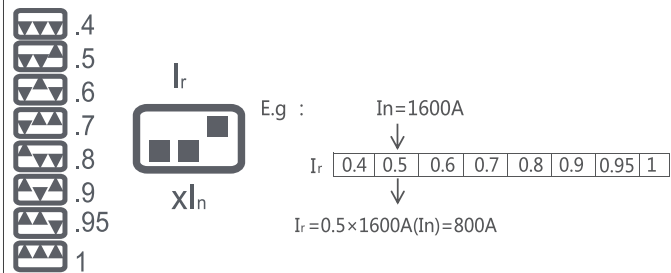 .4
.5
.6
.7
.8
.9
.95
1
Ir
xIn
E.g : In=1600A
Ir 0.4 0.5 0.6 0.7 0.8 0.9 0.95 1
Ir=0.5×1600A(In)=800A